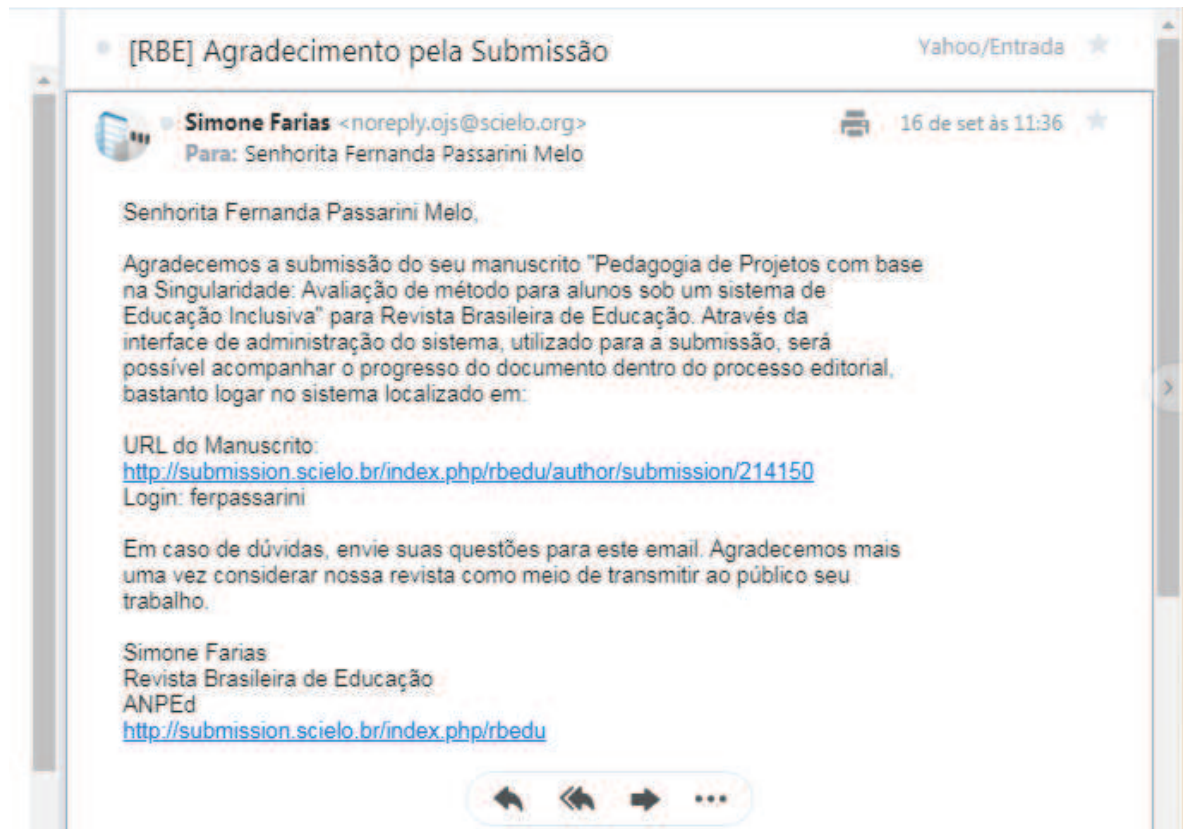 [RBE] Agradecimento pela Submissão
Yahoo/Entrada
Simone Farias <noreply.ojs@scielo.org>
16 de set às 11:36
Para: Senhorita Fernanda Passarini Melo
Senhorita Fernanda Passarini Melo,
Agradecemos a submissão do seu manuscrito "Pedagogia de Projetos com base
na Singularidade: Avaliação de método para alunos sob um sistema de
Educação Inclusiva" para Revista Brasileira de Educação. Através da
interface de administração do sistema, utilizado para a submissão, será
possível acompanhar o progresso do documento dentro do processo editorial,
bastanto logar no sistema localizado em:
URL do Manuscrito:
http://submission.scielo.br/index.php/rbedu/author/submission/214150
Login: ferpassarini
Em caso de dúvidas, envie suas questões para este email. Agradecemos mais
uma vez considerar nossa revista como meio de transmitir ao público seu
trabalho.
Simone Farias
Revista Brasileira de Educação
ANPEd
http://submission.scielo.br/index.php/rbedu